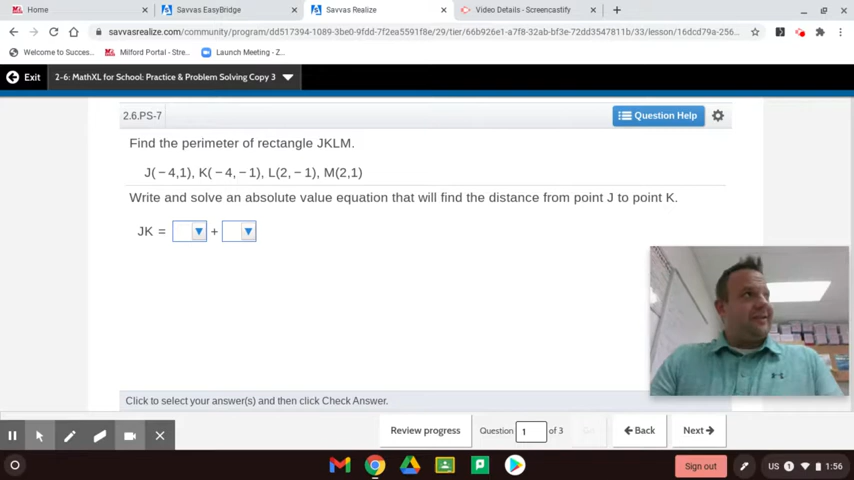 Home
Savvas EasyBridge
Savvas Realize
Video Details - Screencastify
savvasrealize.com/community/program/dd517394-1089-3be0-9fdd-7f2ea5591f8e/29/tier/66b926e1-a7f8-32ab-bf3e-72dd3547811b/33/lesson/16dcd79a-256...
Welcome to Succes...
Milford Portal - Stre...
Launch Meeting - Z...
Exit
2-6: MathXL for School: Practice & Problem Solving Copy 3
2.6.PS-7
Question Help
Find the perimeter of rectangle JKLM.
J(−4,1), K(−4,−1), L(2,−1), M(2,1)
Write and solve an absolute value equation that will find the distance from point J to point K.
JK = +
Click to select your answer(s) and then click Check Answer.
Review progress
Question 1 of 3
Back
Next
Sign out
US 1 1:56